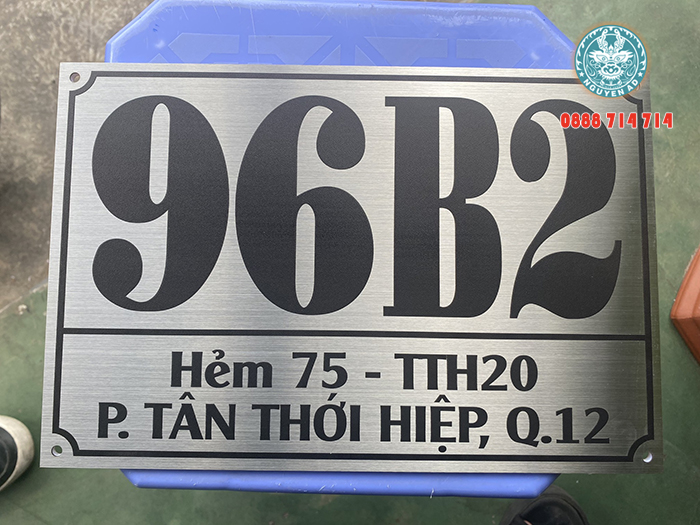 NGUYEN AD
0888 714 714
96B2
Hẻm 75 - TTH20
P. TÂN THỚI HIỆP, Q.12